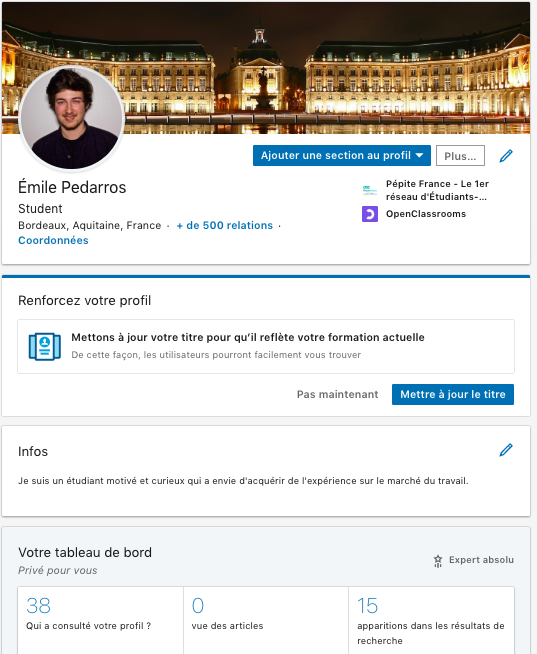 Ajouter une section au profil
Plus...
Émile Pedarros
Student
Bordeaux, Aquitaine, France · + de 500 relations ·
Coordonnées
Pépite France - Le 1er
réseau d'Étudiants-...
OpenClassrooms
Renforcez votre profil
Mettons à jour votre titre pour qu'il reflète votre formation actuelle
De cette façon, les utilisateurs pourront facilement vous trouver
Pas maintenant
Mettre à jour le titre
Infos
Je suis un étudiant motivé et curieux qui a envie d'acquérir de l'expérience sur le marché du travail.
Votre tableau de bord
Privé pour vous
Expert absolu
38
Qui a consulté votre profil ?
0
vue des articles
15
apparitions dans les résultats de
recherche